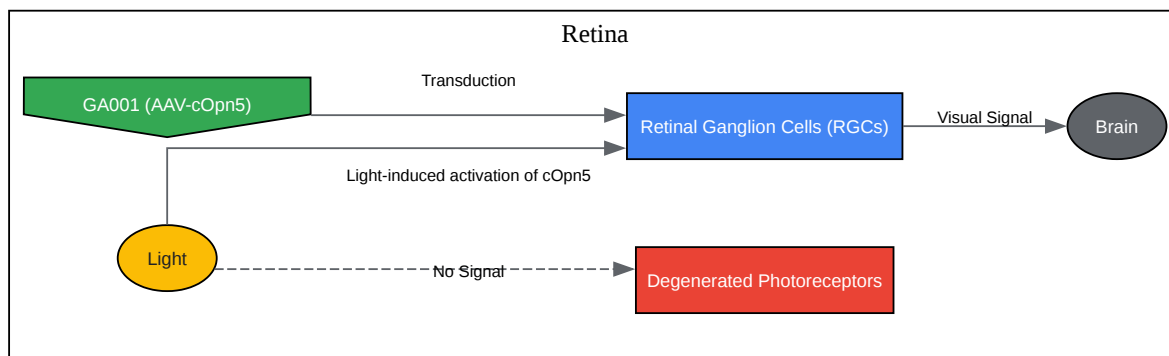 Retina
Transduction
GA001 (AAV-cOpn5)
Retinal Ganglion Cells (RGCs)
Visual Signal
Brain
Light-induced activation of cOpn5
Light
No Signal
Degenerated Photoreceptors